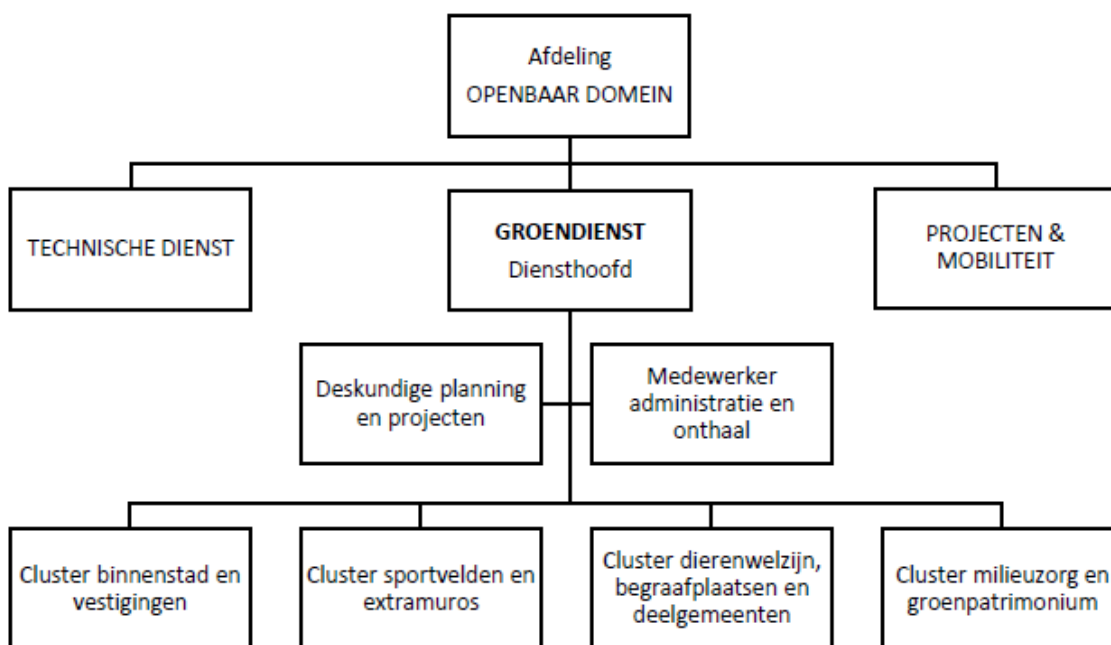 Afdeling
OPENBAAR DOMEIN
TECHNISCHE DIENST
GROENDIENST
Diensthoofd
PROJECTEN &
MOBILITEIT
Deskundige planning
en projecten
Medewerker
administratie en
onthaal
Cluster binnenstad en
vestigingen
Cluster sportvelden en
extramuros
Cluster dierenwelzijn,
begraafplaatsen en
deelgemeenten
Cluster milieuzorg en
groenpatrimonium